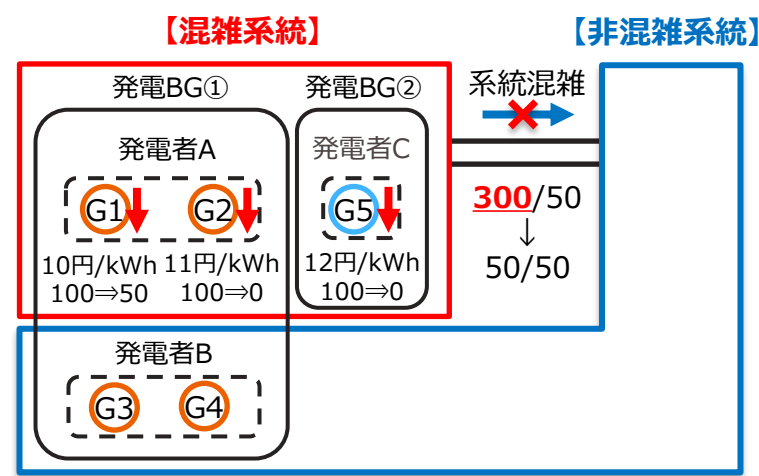 【混雑系統】
【非混雑系統】
発電BG①
発電BG②
系統混雑
発電者A
発電者C
G1
G2
G5
300/50
↓
50/50
10円/kWh
11円/kWh
12円/kWh
100⇒50
100⇒0
100⇒0
発電者B
G3
G4